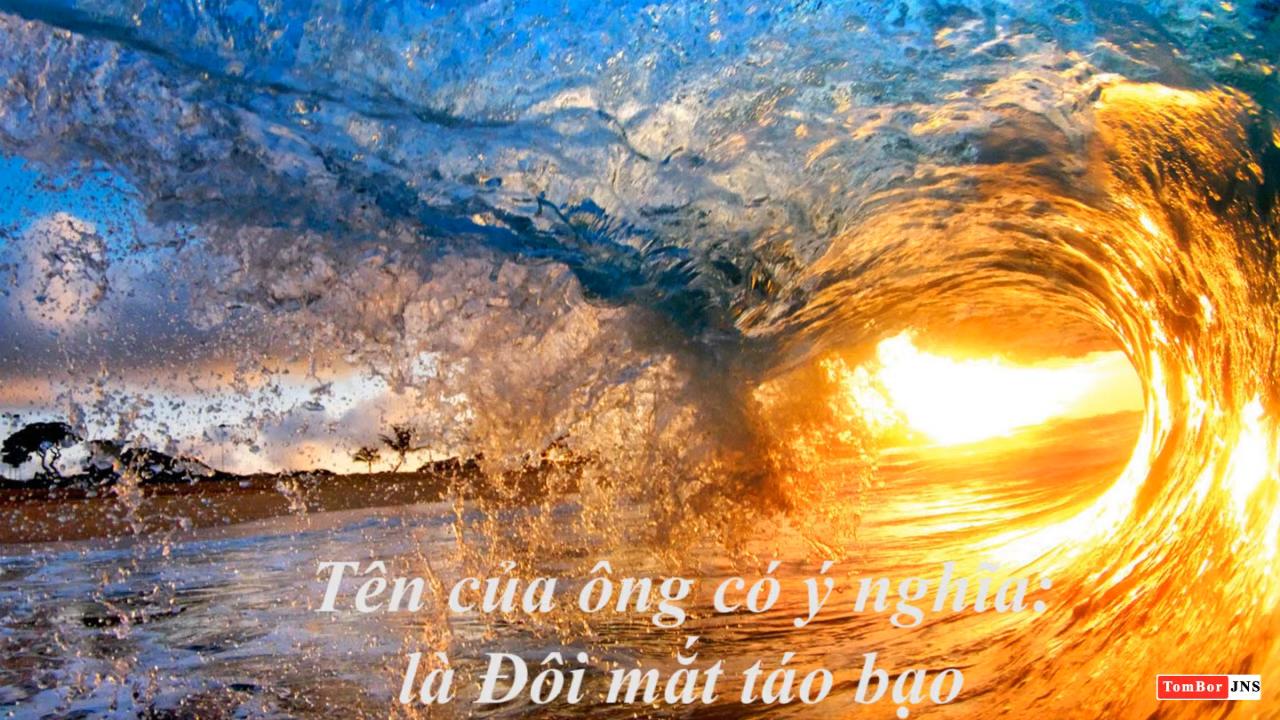 Tên của ông có ý nghĩa:
là Đôi mắt táo bạo
TomBor JNS